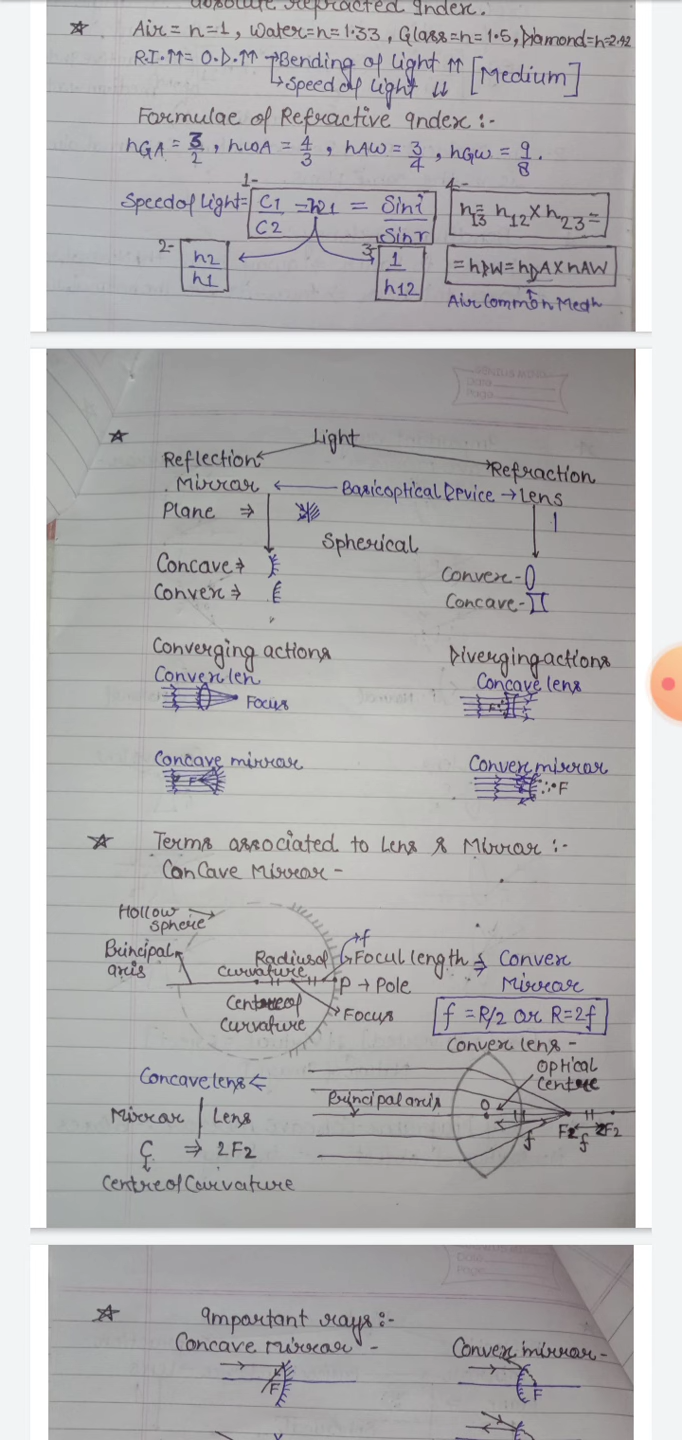 absolute refracted Index.
☆ Air = n=1, Water=n=1.33, Glass=n=1.5, Diamond=n=2.42
R.I.↑↑= O.D.↑↑ → Bending of light ↑↑ [Medium]
↳ Speed of light ↓↓
Formulae of Refractive Index :-
nGA = 3/2, nWA = 4/3, nAW = 3/4, nGW = 9/8.
1-
Speed of light = C1/C2 = n21 = Sin i/Sin r
4-
n13 = n12 × n23 =
2- n2/n1
3- 1/n12
= nDW = nDA × nAW
Air Common Medn
☆ Light
Reflection Refraction
Mirror ← Basic optical Device → Lens
Plane ⇒
Spherical
Concave → Convex -
Convex ⇒ Concave -
Converging actions Diverging actions
Convex len Concave lens
Focus F
Concave mirror Convex mirror
F F
☆ Terms associated to Lens & Mirror :-
ConCave Mirror -
Hollow sphere
Principal axis
Radius of Curvature
f
Focul length ⇒ Convex Mirror
P → Pole
Centre of Curvature
Focus
f = R/2 or R=2f
Convex lens -
Concave lens ⇐
Optical Centre
Principal axis
O
Mirror | Lens
f F2 f 2F2
C ⇒ 2F2
Centre of Curvature
☆ Important rays :-
Concave mirror - Convex mirror -
F F